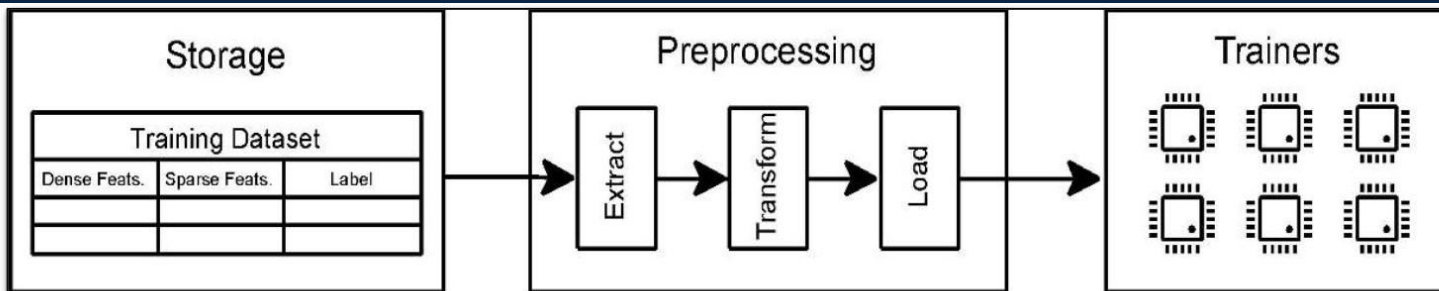 Storage
Training Dataset
Dense Feats. Sparse Feats. Label
Preprocessing
Extract
Transform
Load
Trainers